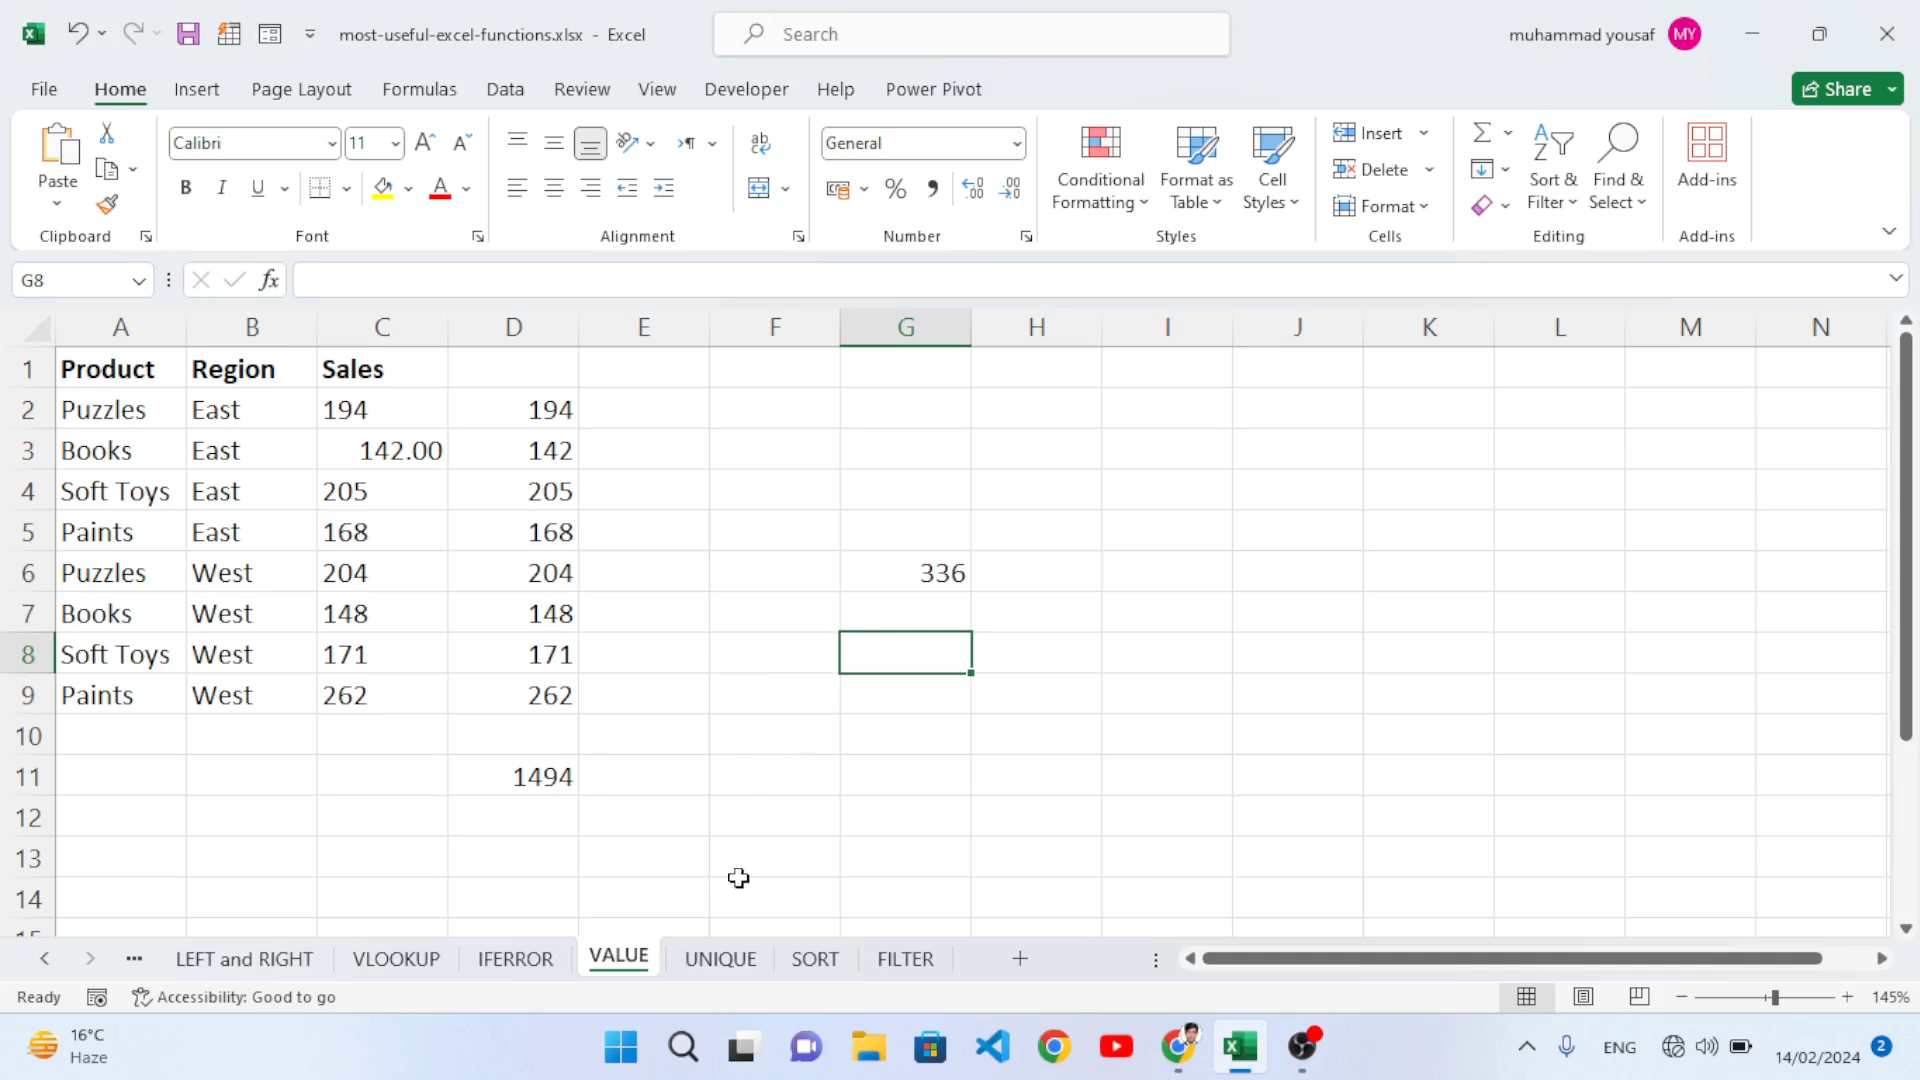 most-useful-excel-functions.xlsx - Excel
Search
muhammad yousaf MY
File Home Insert Page Layout Formulas Data Review View Developer Help Power Pivot
Share
Paste
Calibri 11
General
Conditional Formatting
Format as Table
Cell Styles
Insert
Delete
Format
Sort & Filter
Find & Select
Add-ins
Clipboard Font Alignment Number Styles Cells Editing Add-ins
G8 fx
A B C D E F G H I J K L M N
1 Product Region Sales
2 Puzzles East 194 194
3 Books East 142.00 142
4 Soft Toys East 205 205
5 Paints East 168 168
6 Puzzles West 204 204 336
7 Books West 148 148
8 Soft Toys West 171 171
9 Paints West 262 262
10
11 1494
12
13
14
15
LEFT and RIGHT VLOOKUP IFERROR VALUE UNIQUE SORT FILTER
Ready Accessibility: Good to go 145%
16°C
Haze
ENG 14/02/2024 2